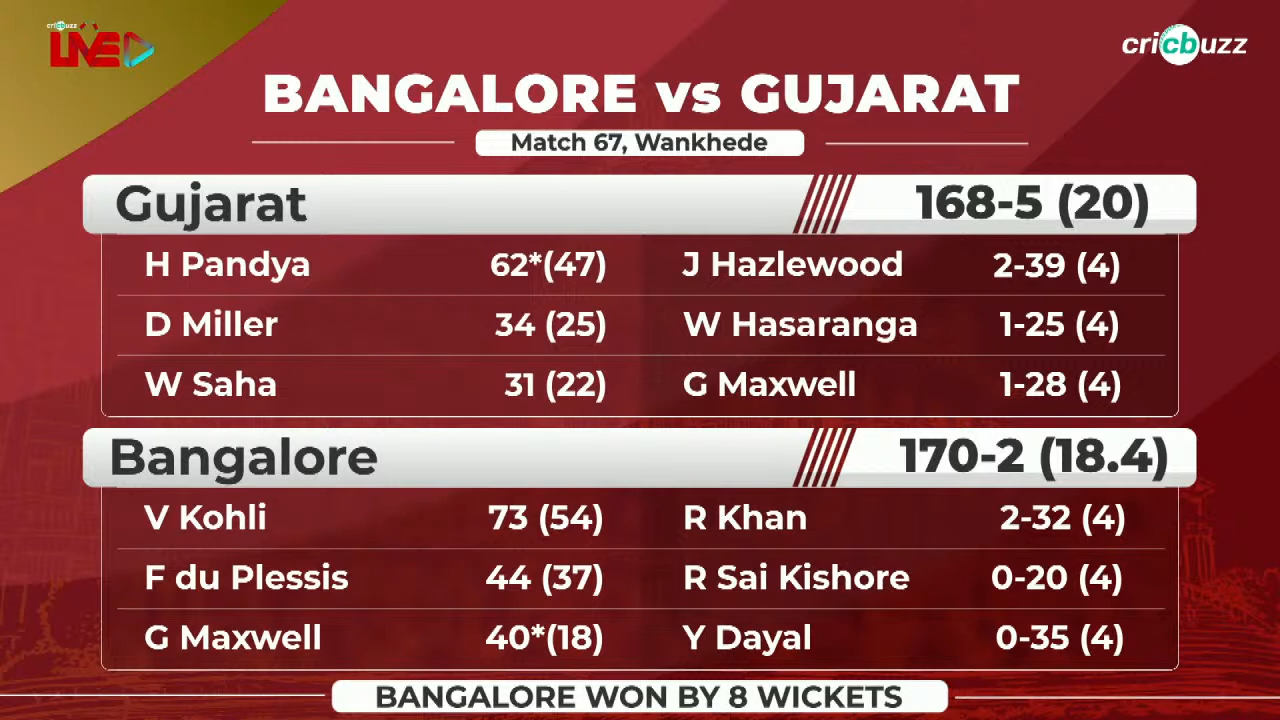 cricbuzz
LIVE
cricbuzz
BANGALORE vs GUJARAT
Match 67, Wankhede
Gujarat 168-5 (20)
H Pandya 62*(47) J Hazlewood 2-39 (4)
D Miller 34 (25) W Hasaranga 1-25 (4)
W Saha 31 (22) G Maxwell 1-28 (4)
Bangalore 170-2 (18.4)
V Kohli 73 (54) R Khan 2-32 (4)
F du Plessis 44 (37) R Sai Kishore 0-20 (4)
G Maxwell 40*(18) Y Dayal 0-35 (4)
BANGALORE WON BY 8 WICKETS